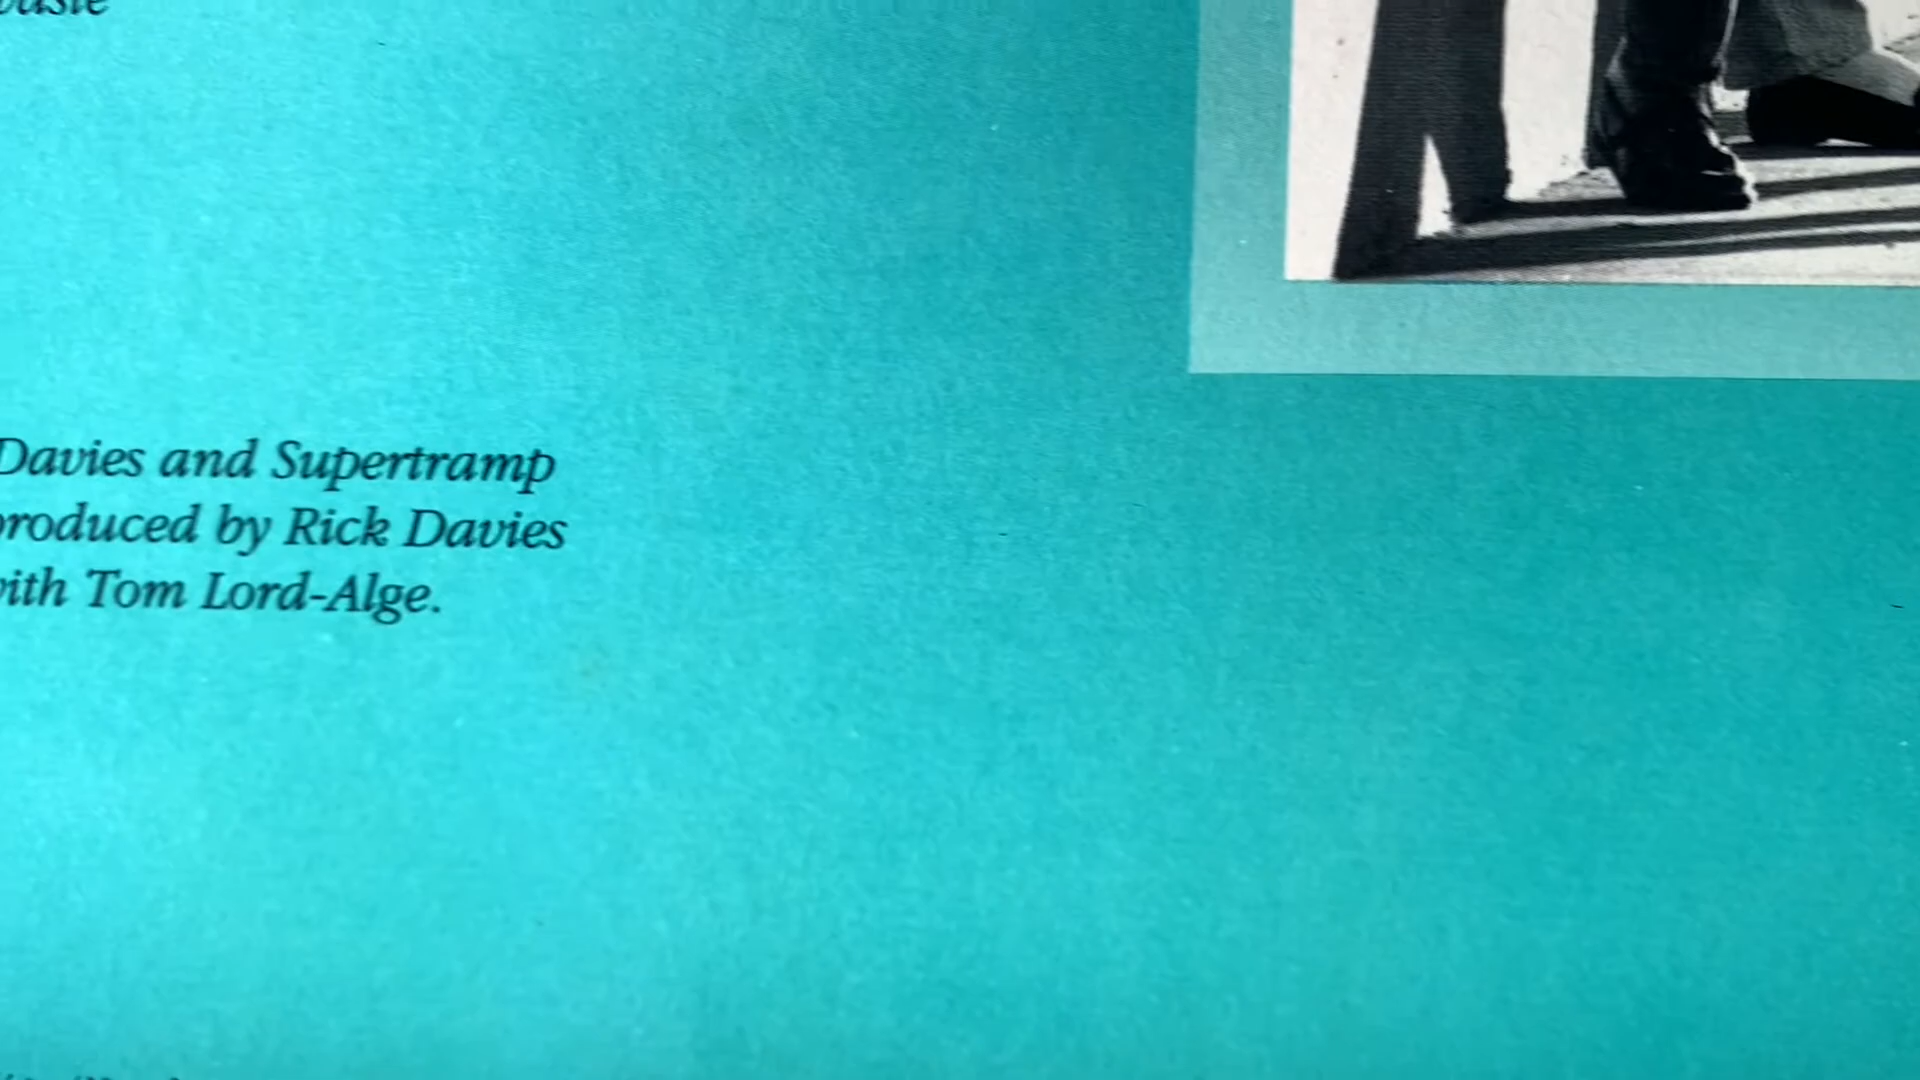 Davies and Supertramp
produced by Rick Davies
with Tom Lord-Alge.